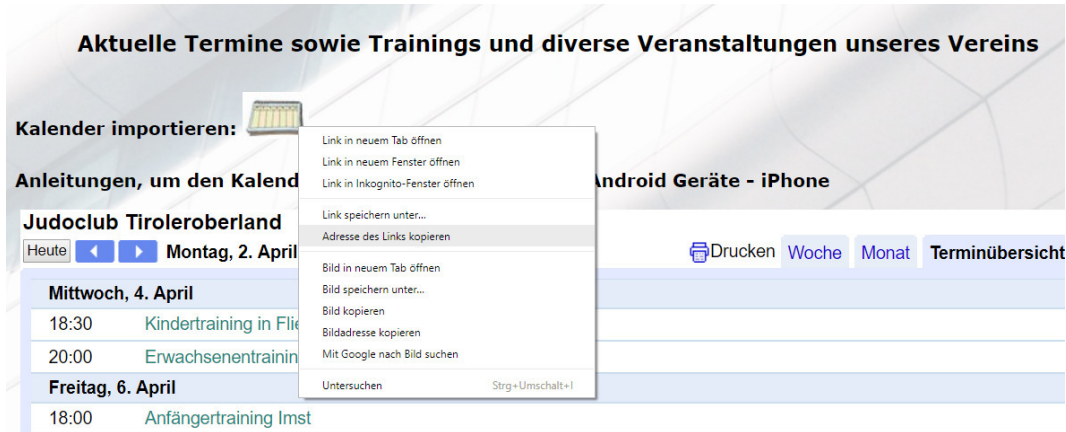 Aktuelle Termine sowie Trainings und diverse Veranstaltungen unseres Vereins
Kalender importieren:
Link in neuem Tab öffnen
Link in neuem Fenster öffnen
Anleitungen, um den Kalend
Link in Inkognito-Fenster öffnen
Android Geräte - iPhone
Link speichern unter...
Adresse des Links kopieren
Bild in neuem Tab öffnen
Bild speichern unter...
Bild kopieren
Bildadresse kopieren
Mit Google nach Bild suchen
Untersuchen Strg+Umschalt+I
Judoclub Tiroleroberland
Heute Montag, 2. April Drucken Woche Monat Terminübersicht
Mittwoch, 4. April
18:30 Kindertraining in Flie
20:00 Erwachsenentrainin
Freitag, 6. April
18:00 Anfängertraining Imst